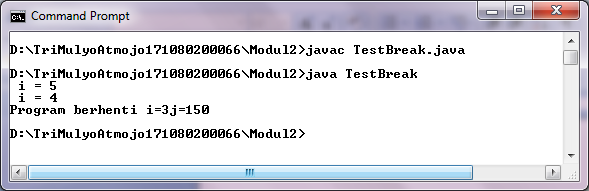 Command Prompt
D:\TriMulyoAtmojo171080200066\Modul2>javac TestBreak.java
D:\TriMulyoAtmojo171080200066\Modul2>java TestBreak
i = 5
i = 4
Program berhenti i=3j=150
D:\TriMulyoAtmojo171080200066\Modul2>